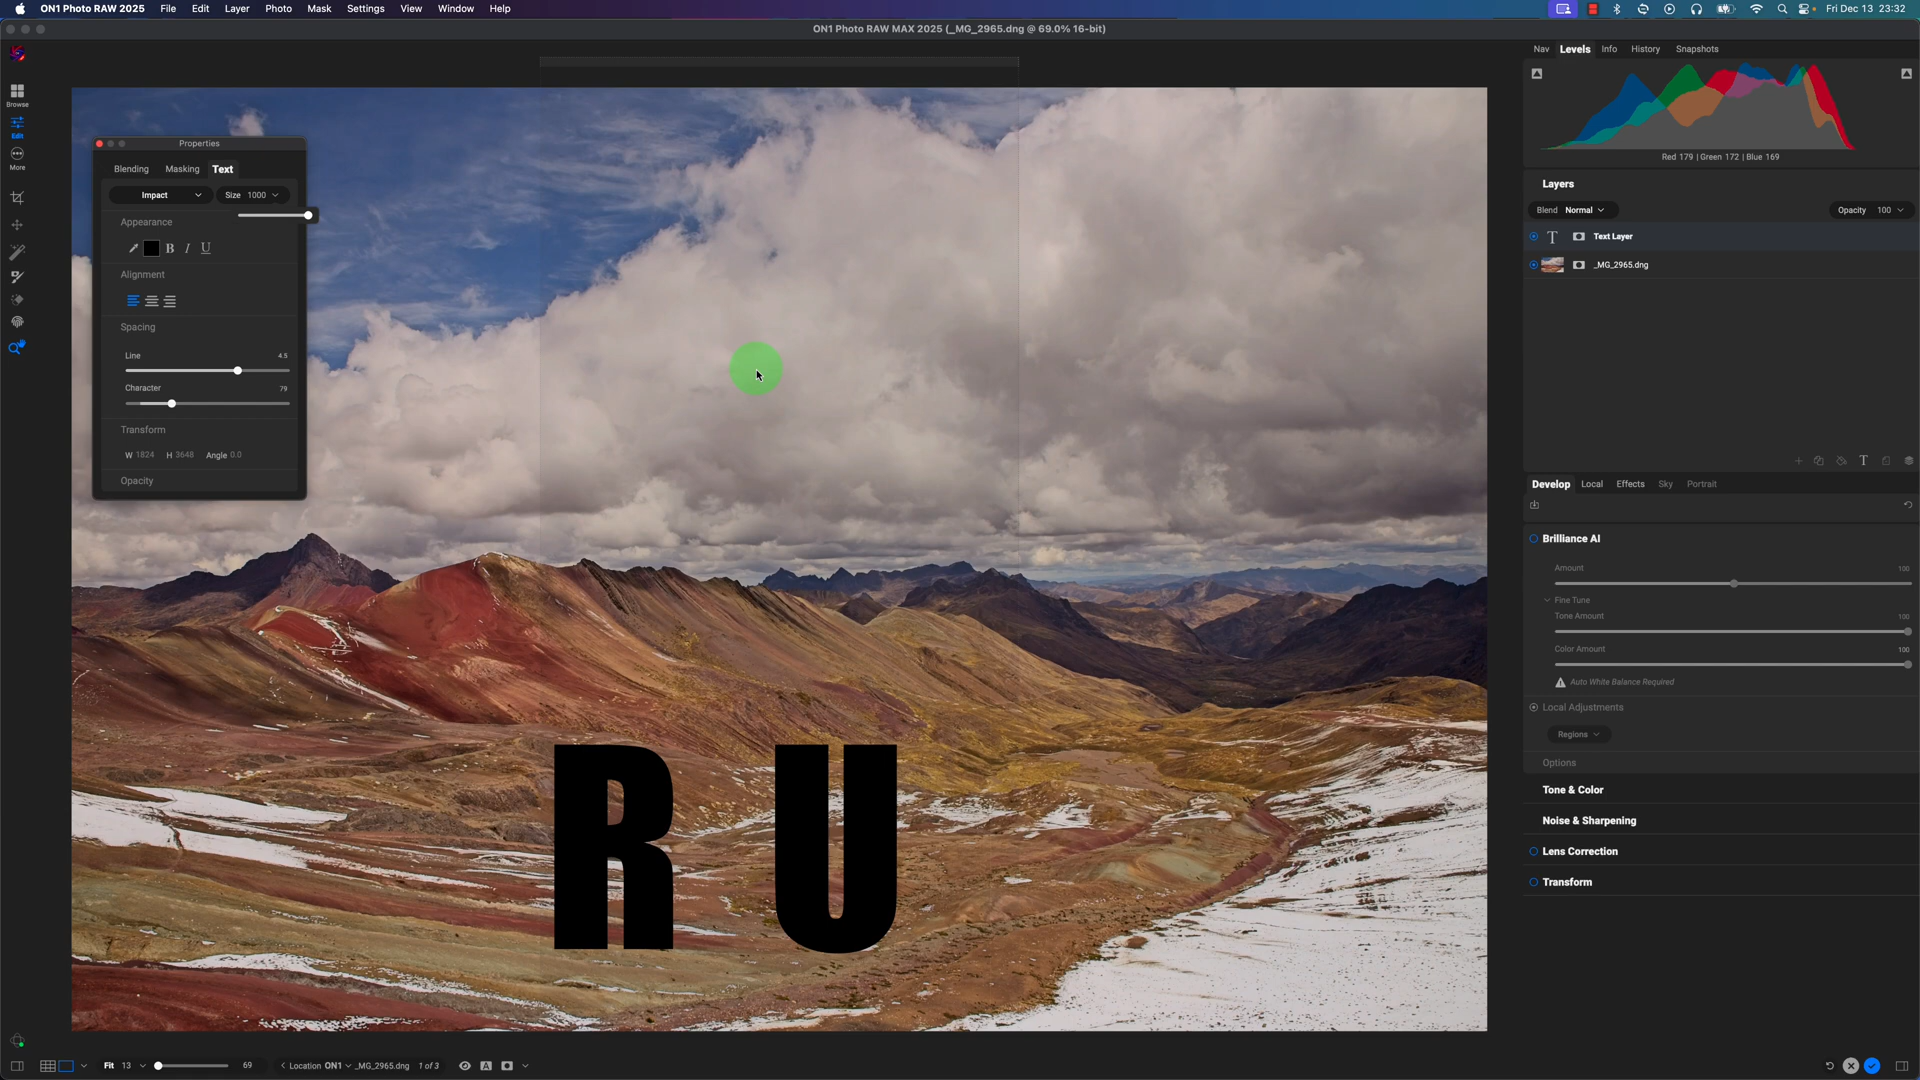 ON1 Photo RAW 2025 File Edit Layer Photo Mask Settings View Window Help Fri Dec 13 23:32
ON1 Photo RAW MAX 2025 (_MG_2965.dng @ 69.0% 16-bit)
Nav Levels Info History Snapshots
Browse
Edit
More
Properties
Blending Masking Text
Impact Size 1000
Appearance
B I U
Alignment
Spacing
Line 4.5
Character 79
Transform
W 1824 H 3648 Angle 0.0
Opacity
Red 179 | Green 172 | Blue 169
Layers
Blend Normal Opacity 100
T Text Layer
_MG_2965.dng
T
Develop Local Effects Sky Portrait
Brilliance AI
Amount 100
Fine Tune
Tone Amount 100
Color Amount 100
Auto White Balance Required
Local Adjustments
Regions
Options
Tone & Color
Noise & Sharpening
Lens Correction
Transform
R U
Fit 13 69 Location ON1 _MG_2965.dng 1 of 3 A